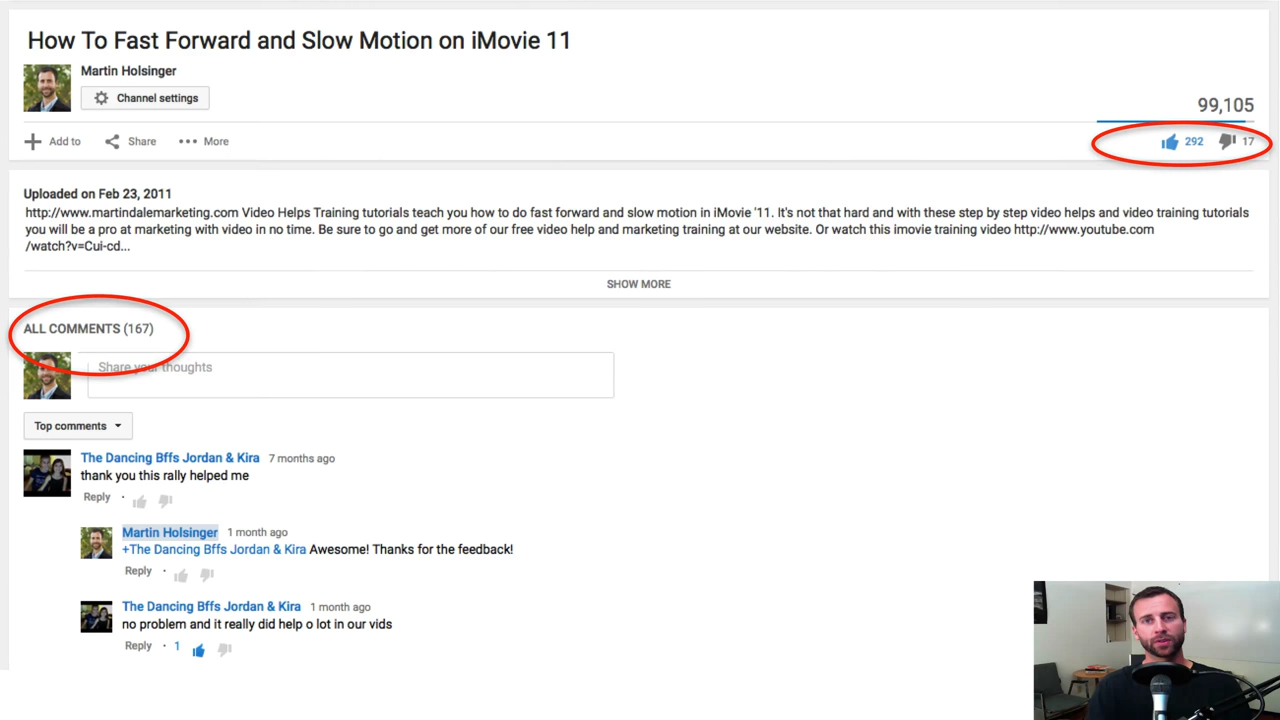 How To Fast Forward and Slow Motion on iMovie 11
Martin Holsinger
Channel settings
99,105
Add to
Share
More
292
17
Uploaded on Feb 23, 2011
http://www.martindalemarketing.com Video Helps Training tutorials teach you how to do fast forward and slow motion in iMovie '11. It's not that hard and with these step by step video helps and video training tutorials
you will be a pro at marketing with video in no time. Be sure to go and get more of our free video help and marketing training at our website. Or watch this imovie training video http://www.youtube.com
/watch?v=Cui-cd...
SHOW MORE
ALL COMMENTS (167)
Share your thoughts
Top comments
The Dancing Bffs Jordan & Kira 7 months ago
thank you this rally helped me
Reply ·
Martin Holsinger 1 month ago
+The Dancing Bffs Jordan & Kira Awesome! Thanks for the feedback!
Reply ·
The Dancing Bffs Jordan & Kira 1 month ago
no problem and it really did help o lot in our vids
Reply · 1